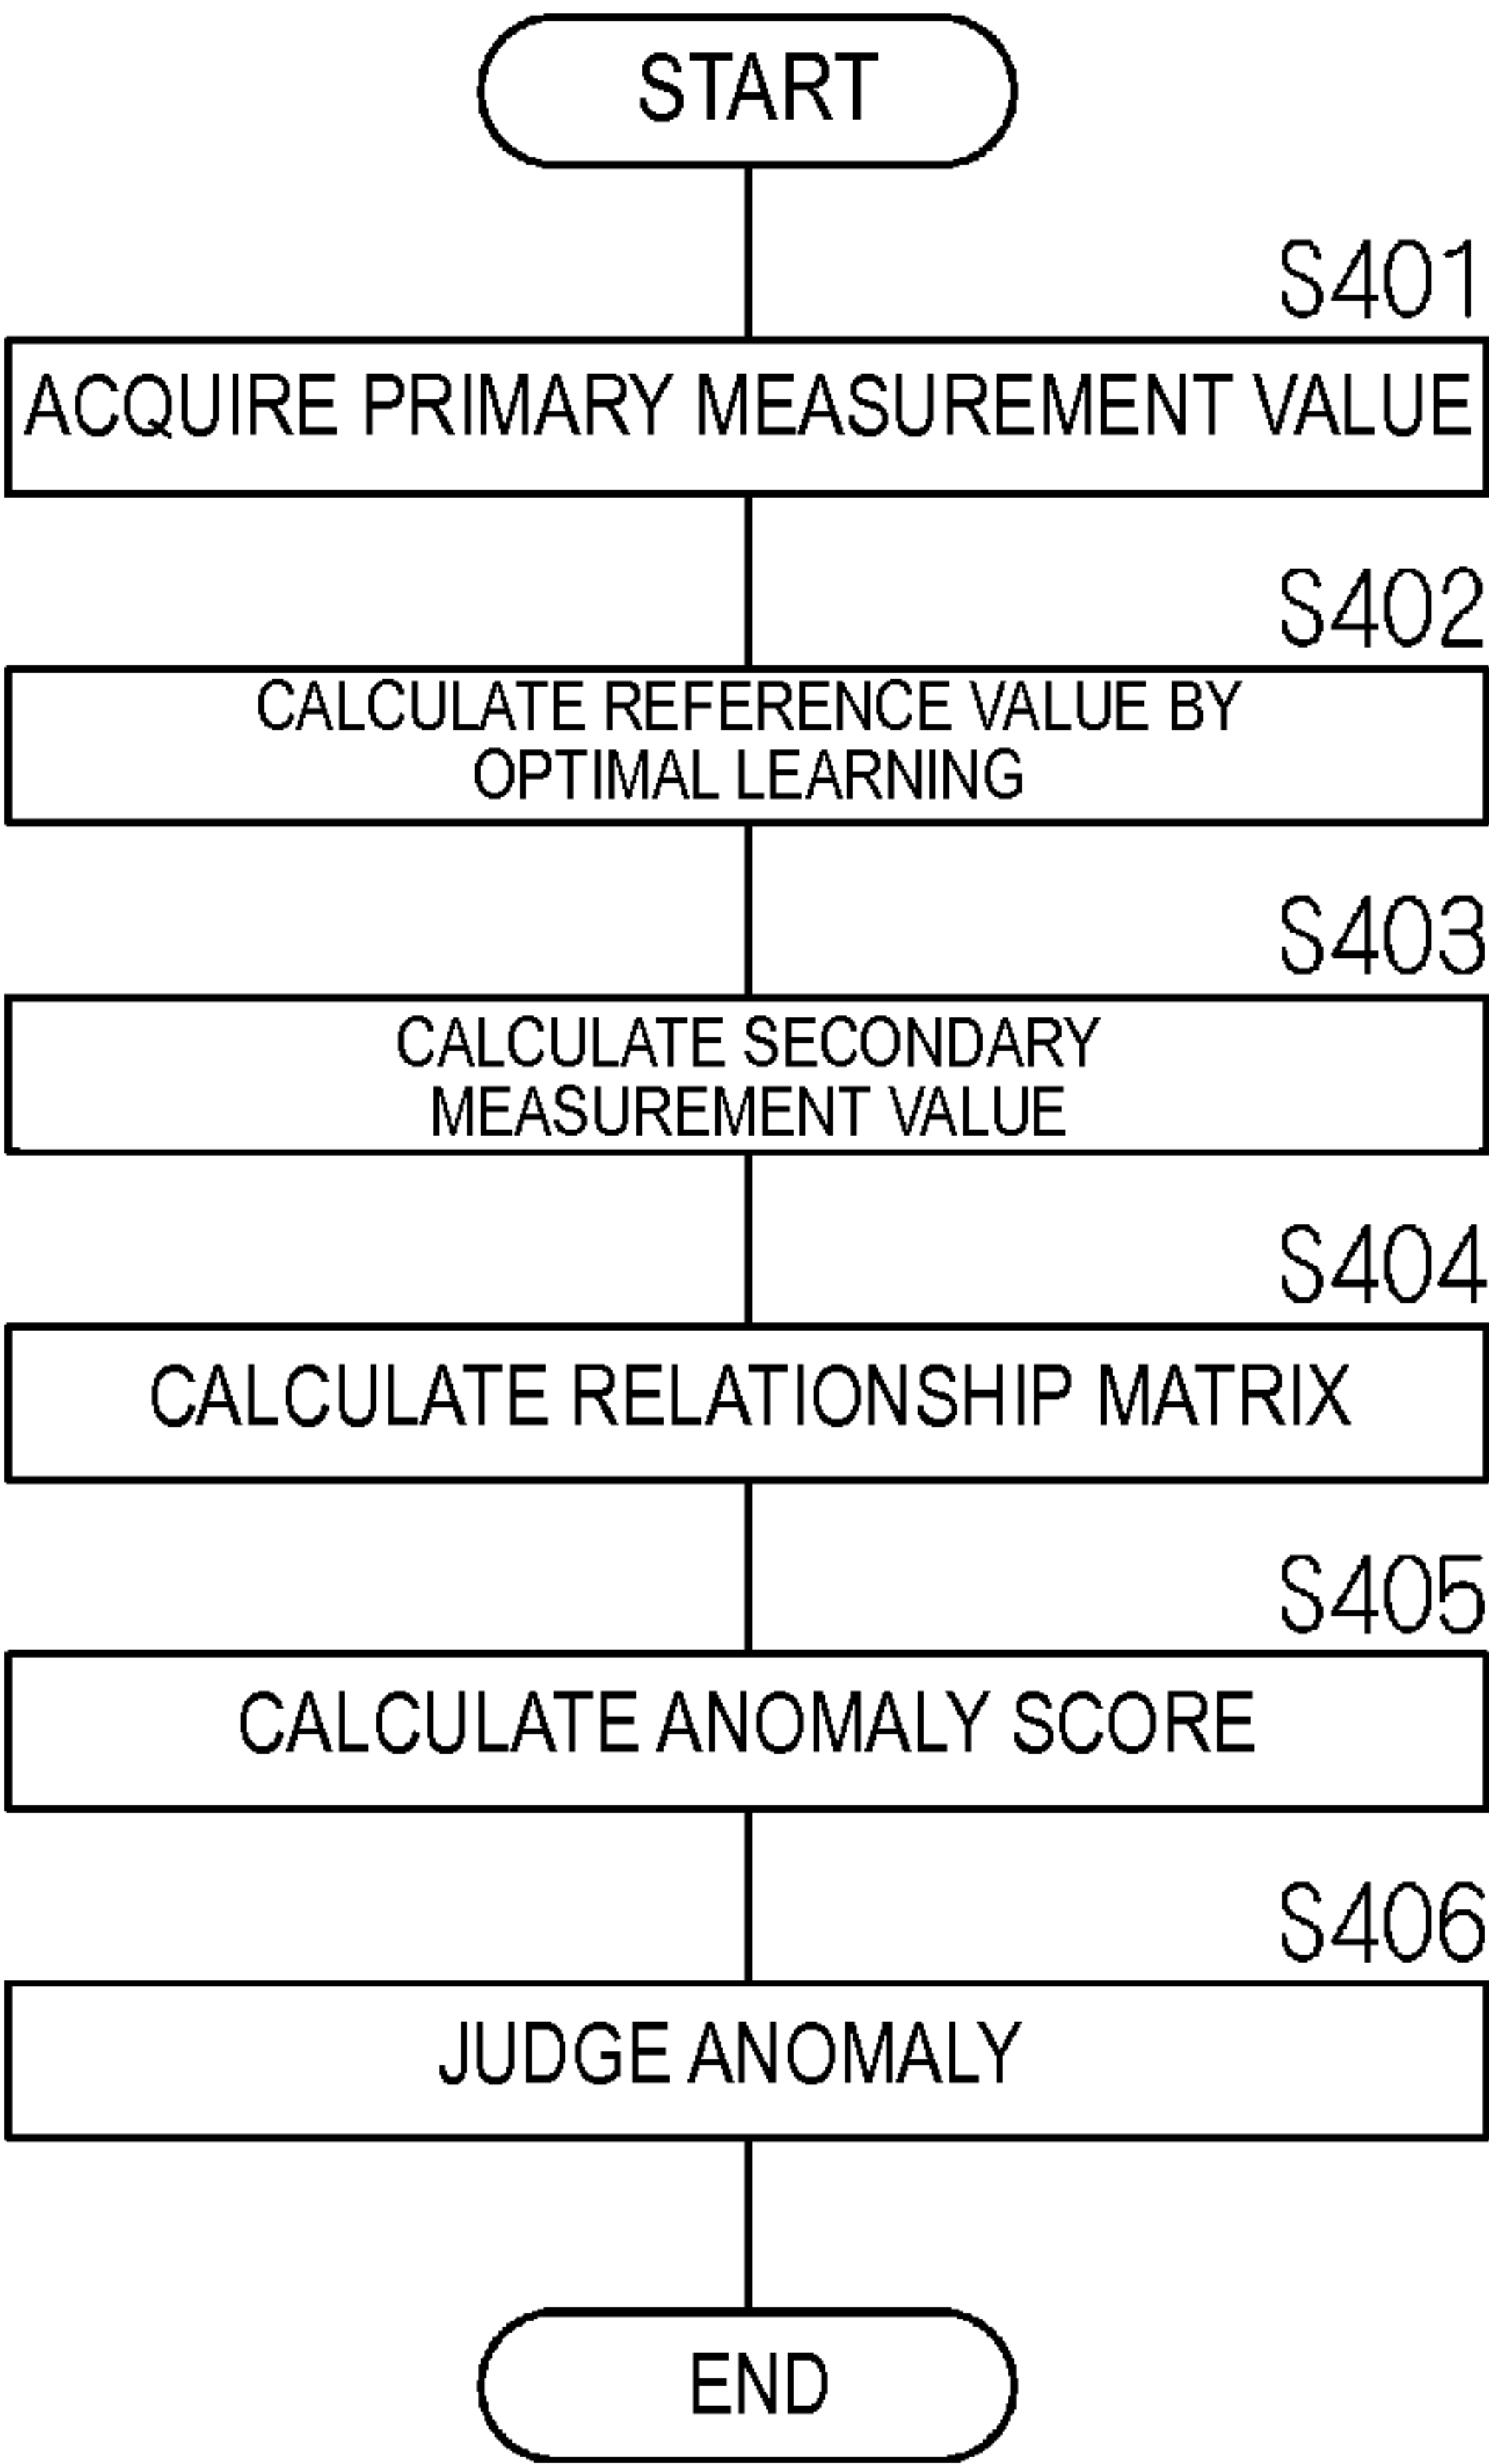 START
S401
ACQUIRE PRIMARY MEASUREMENT VALUE
S402
CALCULATE REFERENCE VALUE BY
OPTIMAL LEARNING
S403
CALCULATE SECONDARY
MEASUREMENT VALUE
S404
CALCULATE RELATIONSHIP MATRIX
S405
CALCULATE ANOMALY SCORE
S406
JUDGE ANOMALY
END